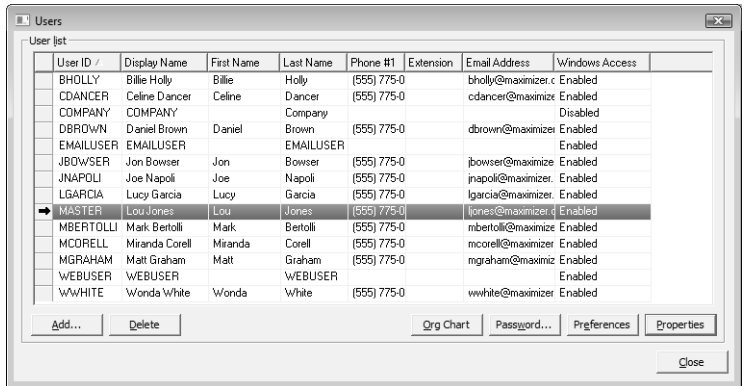 Users
User list
User ID Display Name First Name Last Name Phone #1 Extension Email Address Windows Access
BHOLLY Billie Holly Billie Holly (555) 775-0 bholly@maximizer.c Enabled
CDANCER Celine Dancer Celine Dancer (555) 775-0 cdancer@maximize Enabled
COMPANY COMPANY Company Disabled
DBROWN Daniel Brown Daniel Brown (555) 775-0 dbrown@maximizer Enabled
EMAILUSER EMAILUSER EMAILUSER Enabled
JBOWSER Jon Bowser Jon Bowser (555) 775-0 jbowser@maximize Enabled
JNAPOLI Joe Napoli Joe Napoli (555) 775-0 jnapoli@maximizer. Enabled
LGARCIA Lucy Garcia Lucy Garcia (555) 775-0 lgarcia@maximizer. Enabled
MASTER Lou Jones Lou Jones (555) 775-0 ljones@maximizer.c Enabled
MBERTOLLI Mark Bertolli Mark Bertolli (555) 775-0 mbertolli@maximize Enabled
MCORELL Miranda Corell Miranda Corell (555) 775-0 mcorell@maximizer Enabled
MGRAHAM Matt Graham Matt Graham (555) 775-0 mgraham@maximiz Enabled
WEBUSER WEBUSER WEBUSER Enabled
WWHITE Wonda White Wonda White (555) 775-0 wwhite@maximizer Enabled
Add... Delete Org Chart Password... Preferences Properties
Close